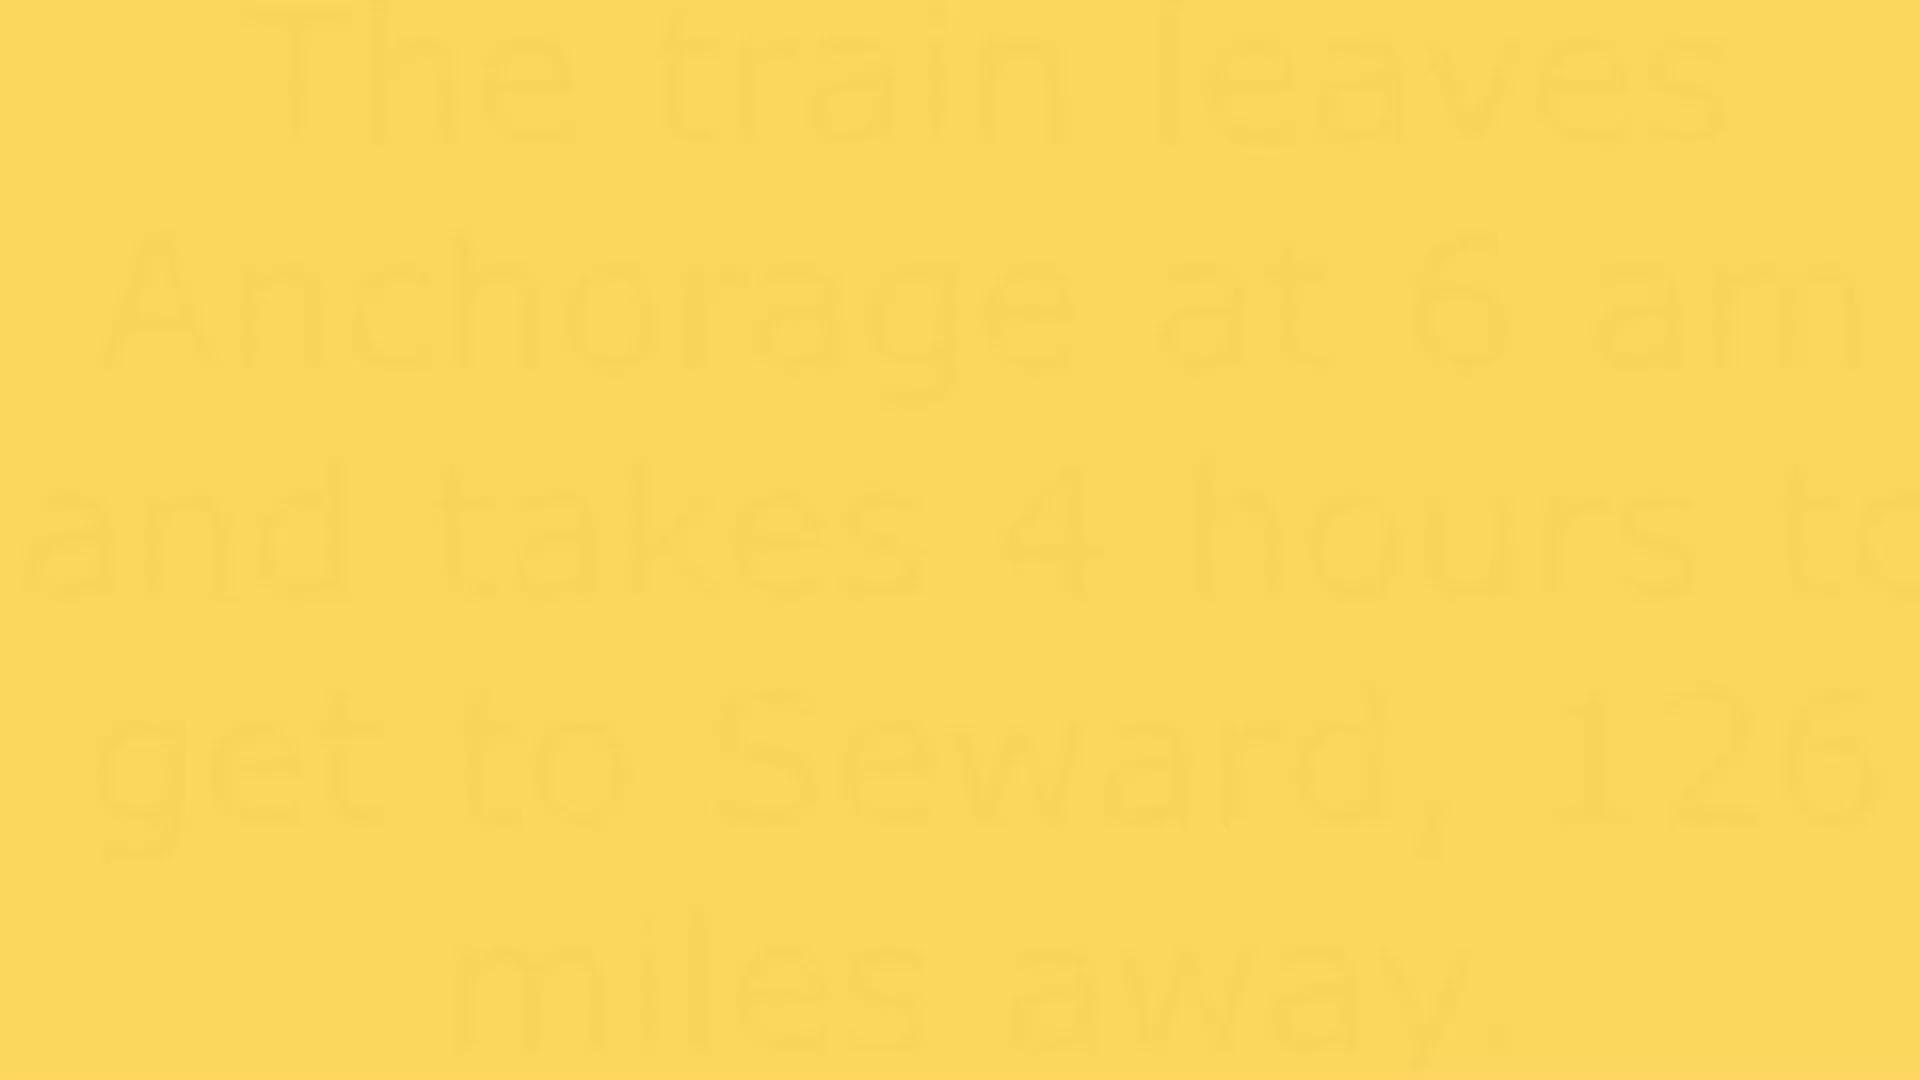 The train leaves
Anchorage at 6 am
and takes 4 hours to
get to Seward, 126
miles away.